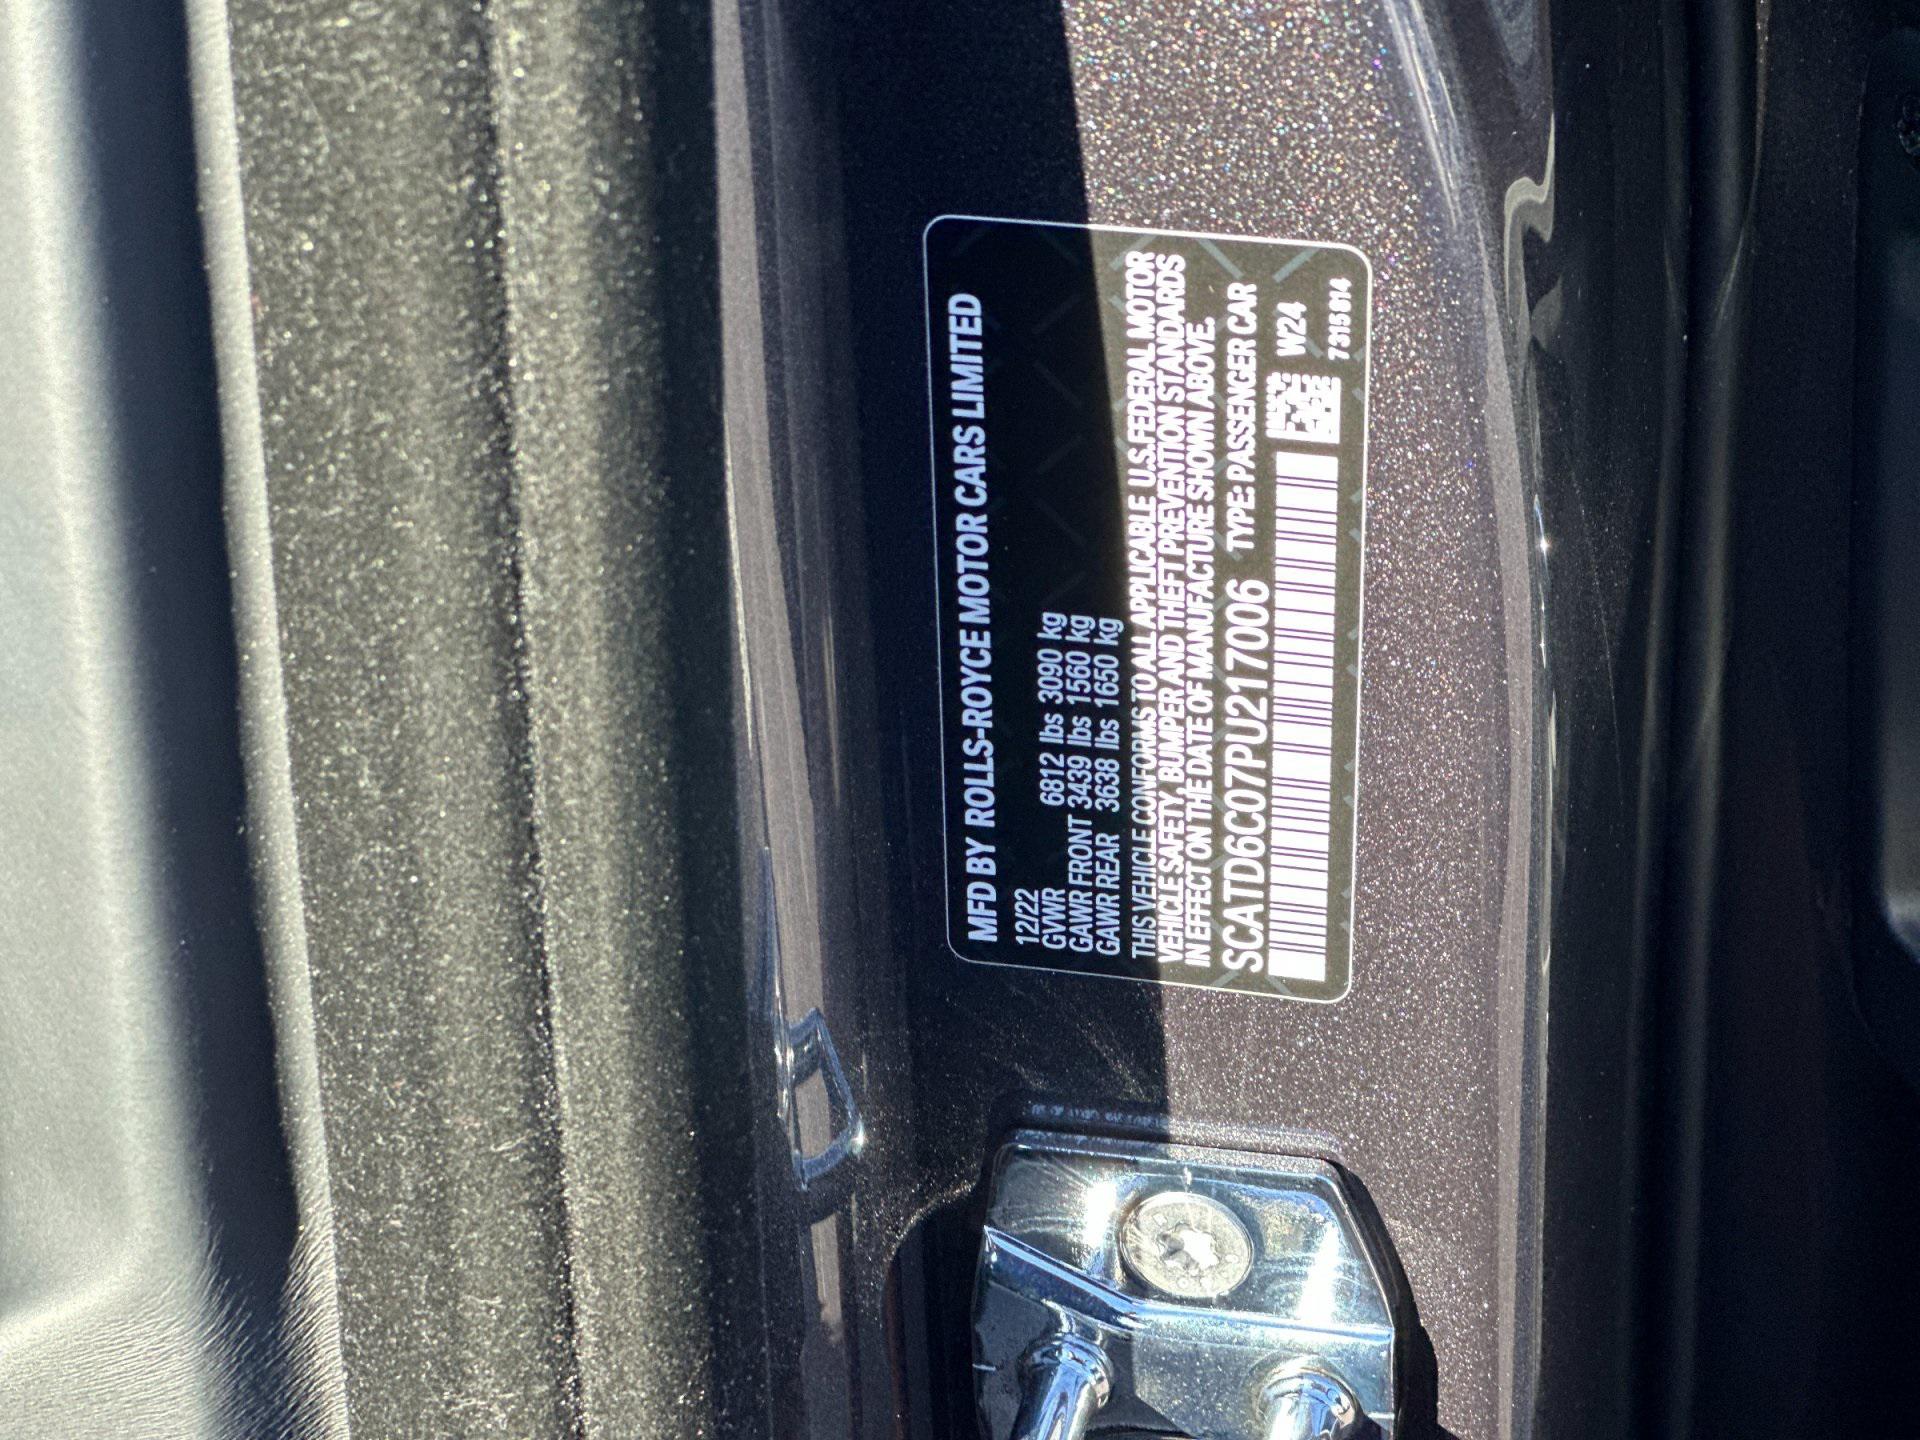 MFD BY ROLLS-ROYCE MOTOR CARS LIMITED
12/22
GVWR 6812 lbs 3090 kg
GAWR FRONT 3439 lbs 1560 kg
GAWR REAR 3638 lbs 1650 kg
THIS VEHICLE CONFORMS TO ALL APPLICABLE U.S. FEDERAL MOTOR
VEHICLE SAFETY, BUMPER AND THEFT PREVENTION STANDARDS
IN EFFECT ON THE DATE OF MANUFACTURE SHOWN ABOVE.
SCATD6C07PU217006 TYPE: PASSENGER CAR
W24
7315814